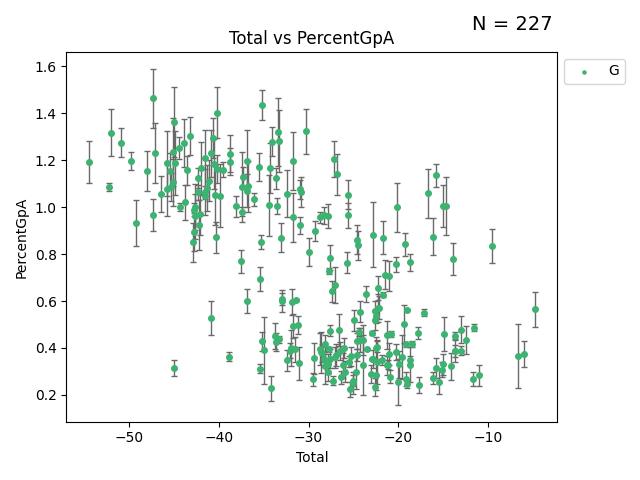 N = 227
Total vs PercentGpA
G
PercentGpA
1.6
1.4
1.2
1.0
0.8
0.6
0.4
0.2
−50 −40 −30 −20 −10
Total